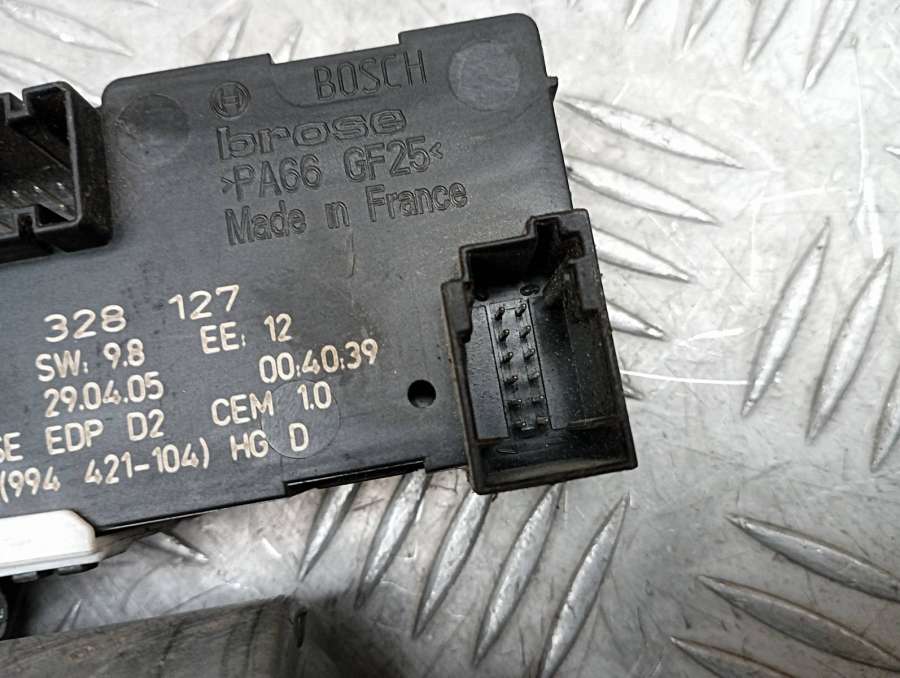 BOSCH
brose
>PA66 GF25<
Made in France
328 127
SW: 9.8 EE: 12
29.04.05 00:40:39
SE EDP D2 CEM 1.0
(994 421-104) HG D